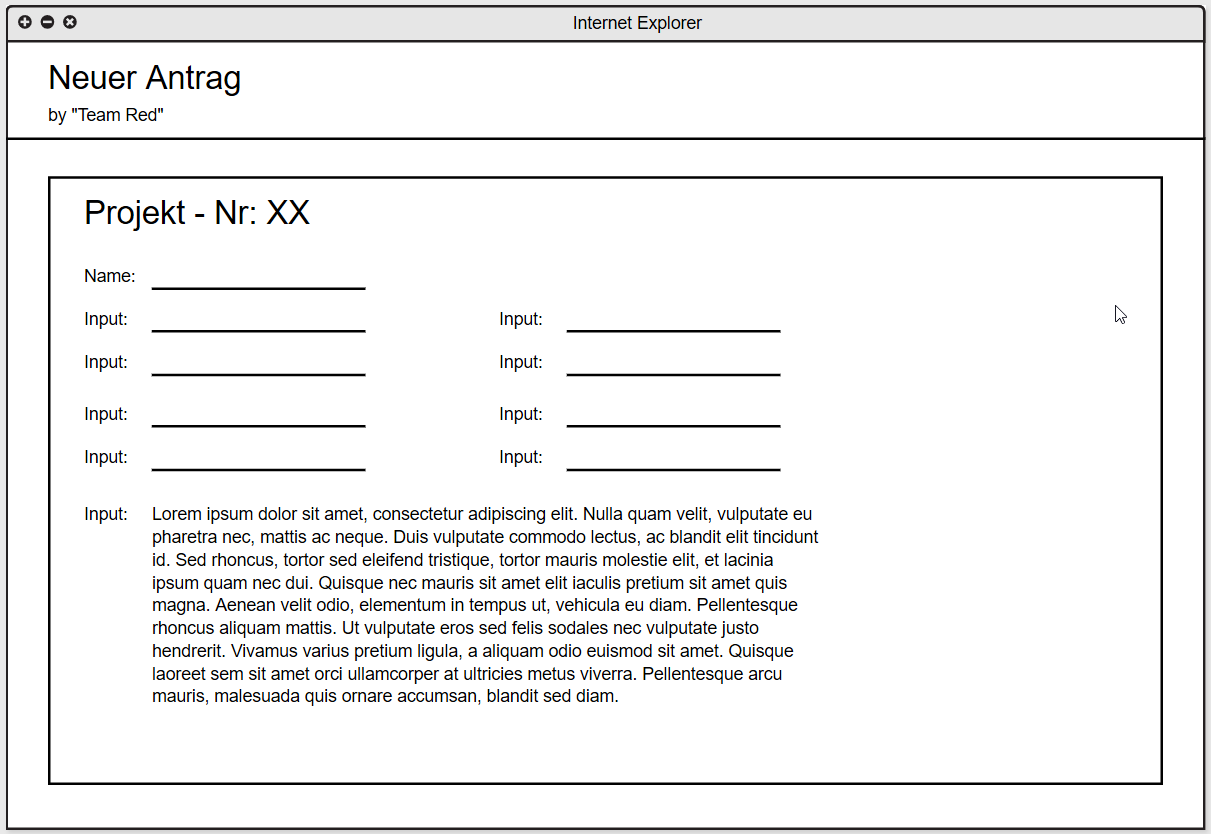 Internet Explorer
Neuer Antrag
by "Team Red"
Projekt - Nr: XX
Name:
Input: Input:
Input: Input:
Input: Input:
Input: Input:
Input: Lorem ipsum dolor sit amet, consectetur adipiscing elit. Nulla quam velit, vulputate eu
pharetra nec, mattis ac neque. Duis vulputate commodo lectus, ac blandit elit tincidunt
id. Sed rhoncus, tortor sed eleifend tristique, tortor mauris molestie elit, et lacinia
ipsum quam nec dui. Quisque nec mauris sit amet elit iaculis pretium sit amet quis
magna. Aenean velit odio, elementum in tempus ut, vehicula eu diam. Pellentesque
rhoncus aliquam mattis. Ut vulputate eros sed felis sodales nec vulputate justo
hendrerit. Vivamus varius pretium ligula, a aliquam odio euismod sit amet. Quisque
laoreet sem sit amet orci ullamcorper at ultricies metus viverra. Pellentesque arcu
mauris, malesuada quis ornare accumsan, blandit sed diam.